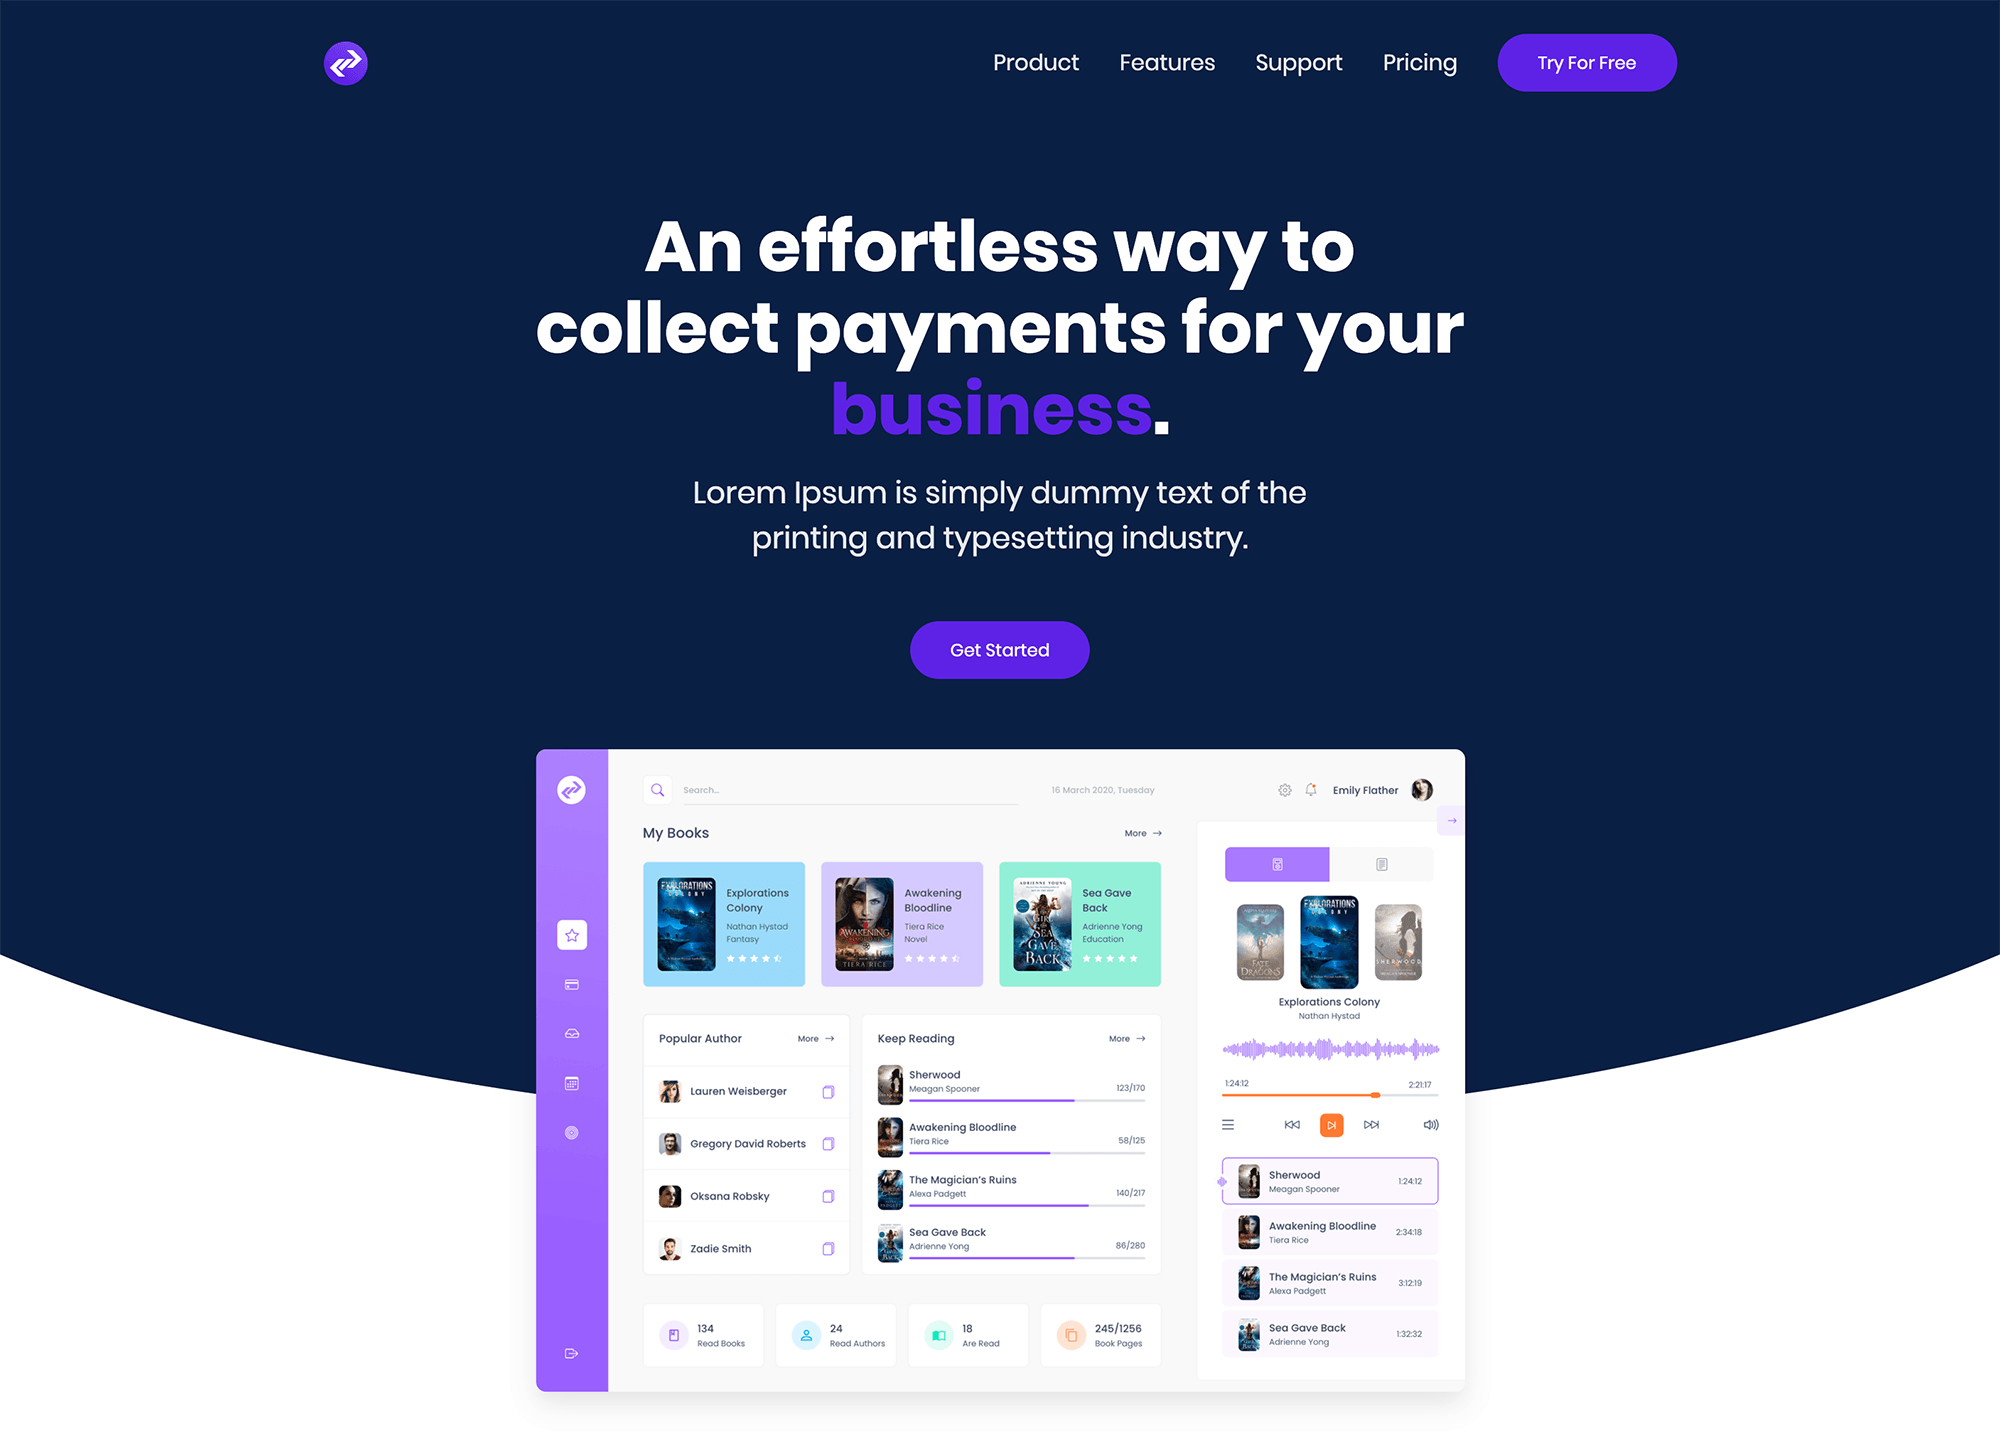 Product Features Support Pricing Try For Free
An effortless way to
collect payments for your
business.
Lorem Ipsum is simply dummy text of the
printing and typesetting industry.
Get Started
Search...
16 March 2020, Tuesday
Emily Flather
My Books
More
EXPLORATIONS
COLONY
Explorations
Colony
Nathan Hystad
Fantasy
AWAKENING
TIERA RICE
Awakening
Bloodline
Tiera Rice
Novel
ADRIENNE YOUNG
THE
GIRL
THE
SEA
GAVE
BACK
Sea Gave
Back
Adrienne Yong
Education
Popular Author
More
Lauren Weisberger
Gregory David Roberts
Oksana Robsky
Zadie Smith
Keep Reading
More
Sherwood
Meagan Spooner
123/170
Awakening Bloodline
Tiera Rice
58/125
The Magician's Ruins
Alexa Padgett
140/217
Sea Gave Back
Adrienne Yong
86/280
134
Read Books
24
Read Authors
18
Are Read
245/1256
Book Pages
FATE
DRAGONS
EXPLORATIONS
COLONY
SHERWOOD
Explorations Colony
Nathan Hystad
1:24:12
2:21:17
Sherwood
Meagan Spooner
1:24:12
Awakening Bloodline
Tiera Rice
2:34:18
The Magician's Ruins
Alexa Padgett
3:12:19
Sea Gave Back
Adrienne Yong
1:32:32